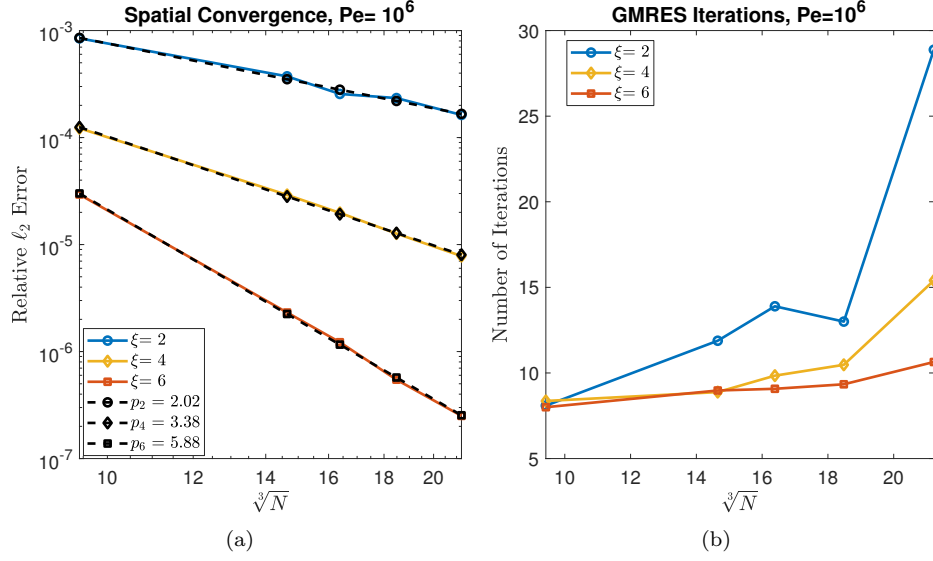 Spatial Convergence, Pe= 10^6
10^-3
10^-4
10^-5
10^-6
10^-7
Relative ℓ₂ Error
ξ= 2
ξ= 4
ξ= 6
p₂ = 2.02
p₄ = 3.38
p₆ = 5.88
10 12 14 16 18 20
∛N
(a)
GMRES Iterations, Pe=10^6
30
25
20
15
10
5
Number of Iterations
ξ= 2
ξ= 4
ξ= 6
10 12 14 16 18 20
∛N
(b)